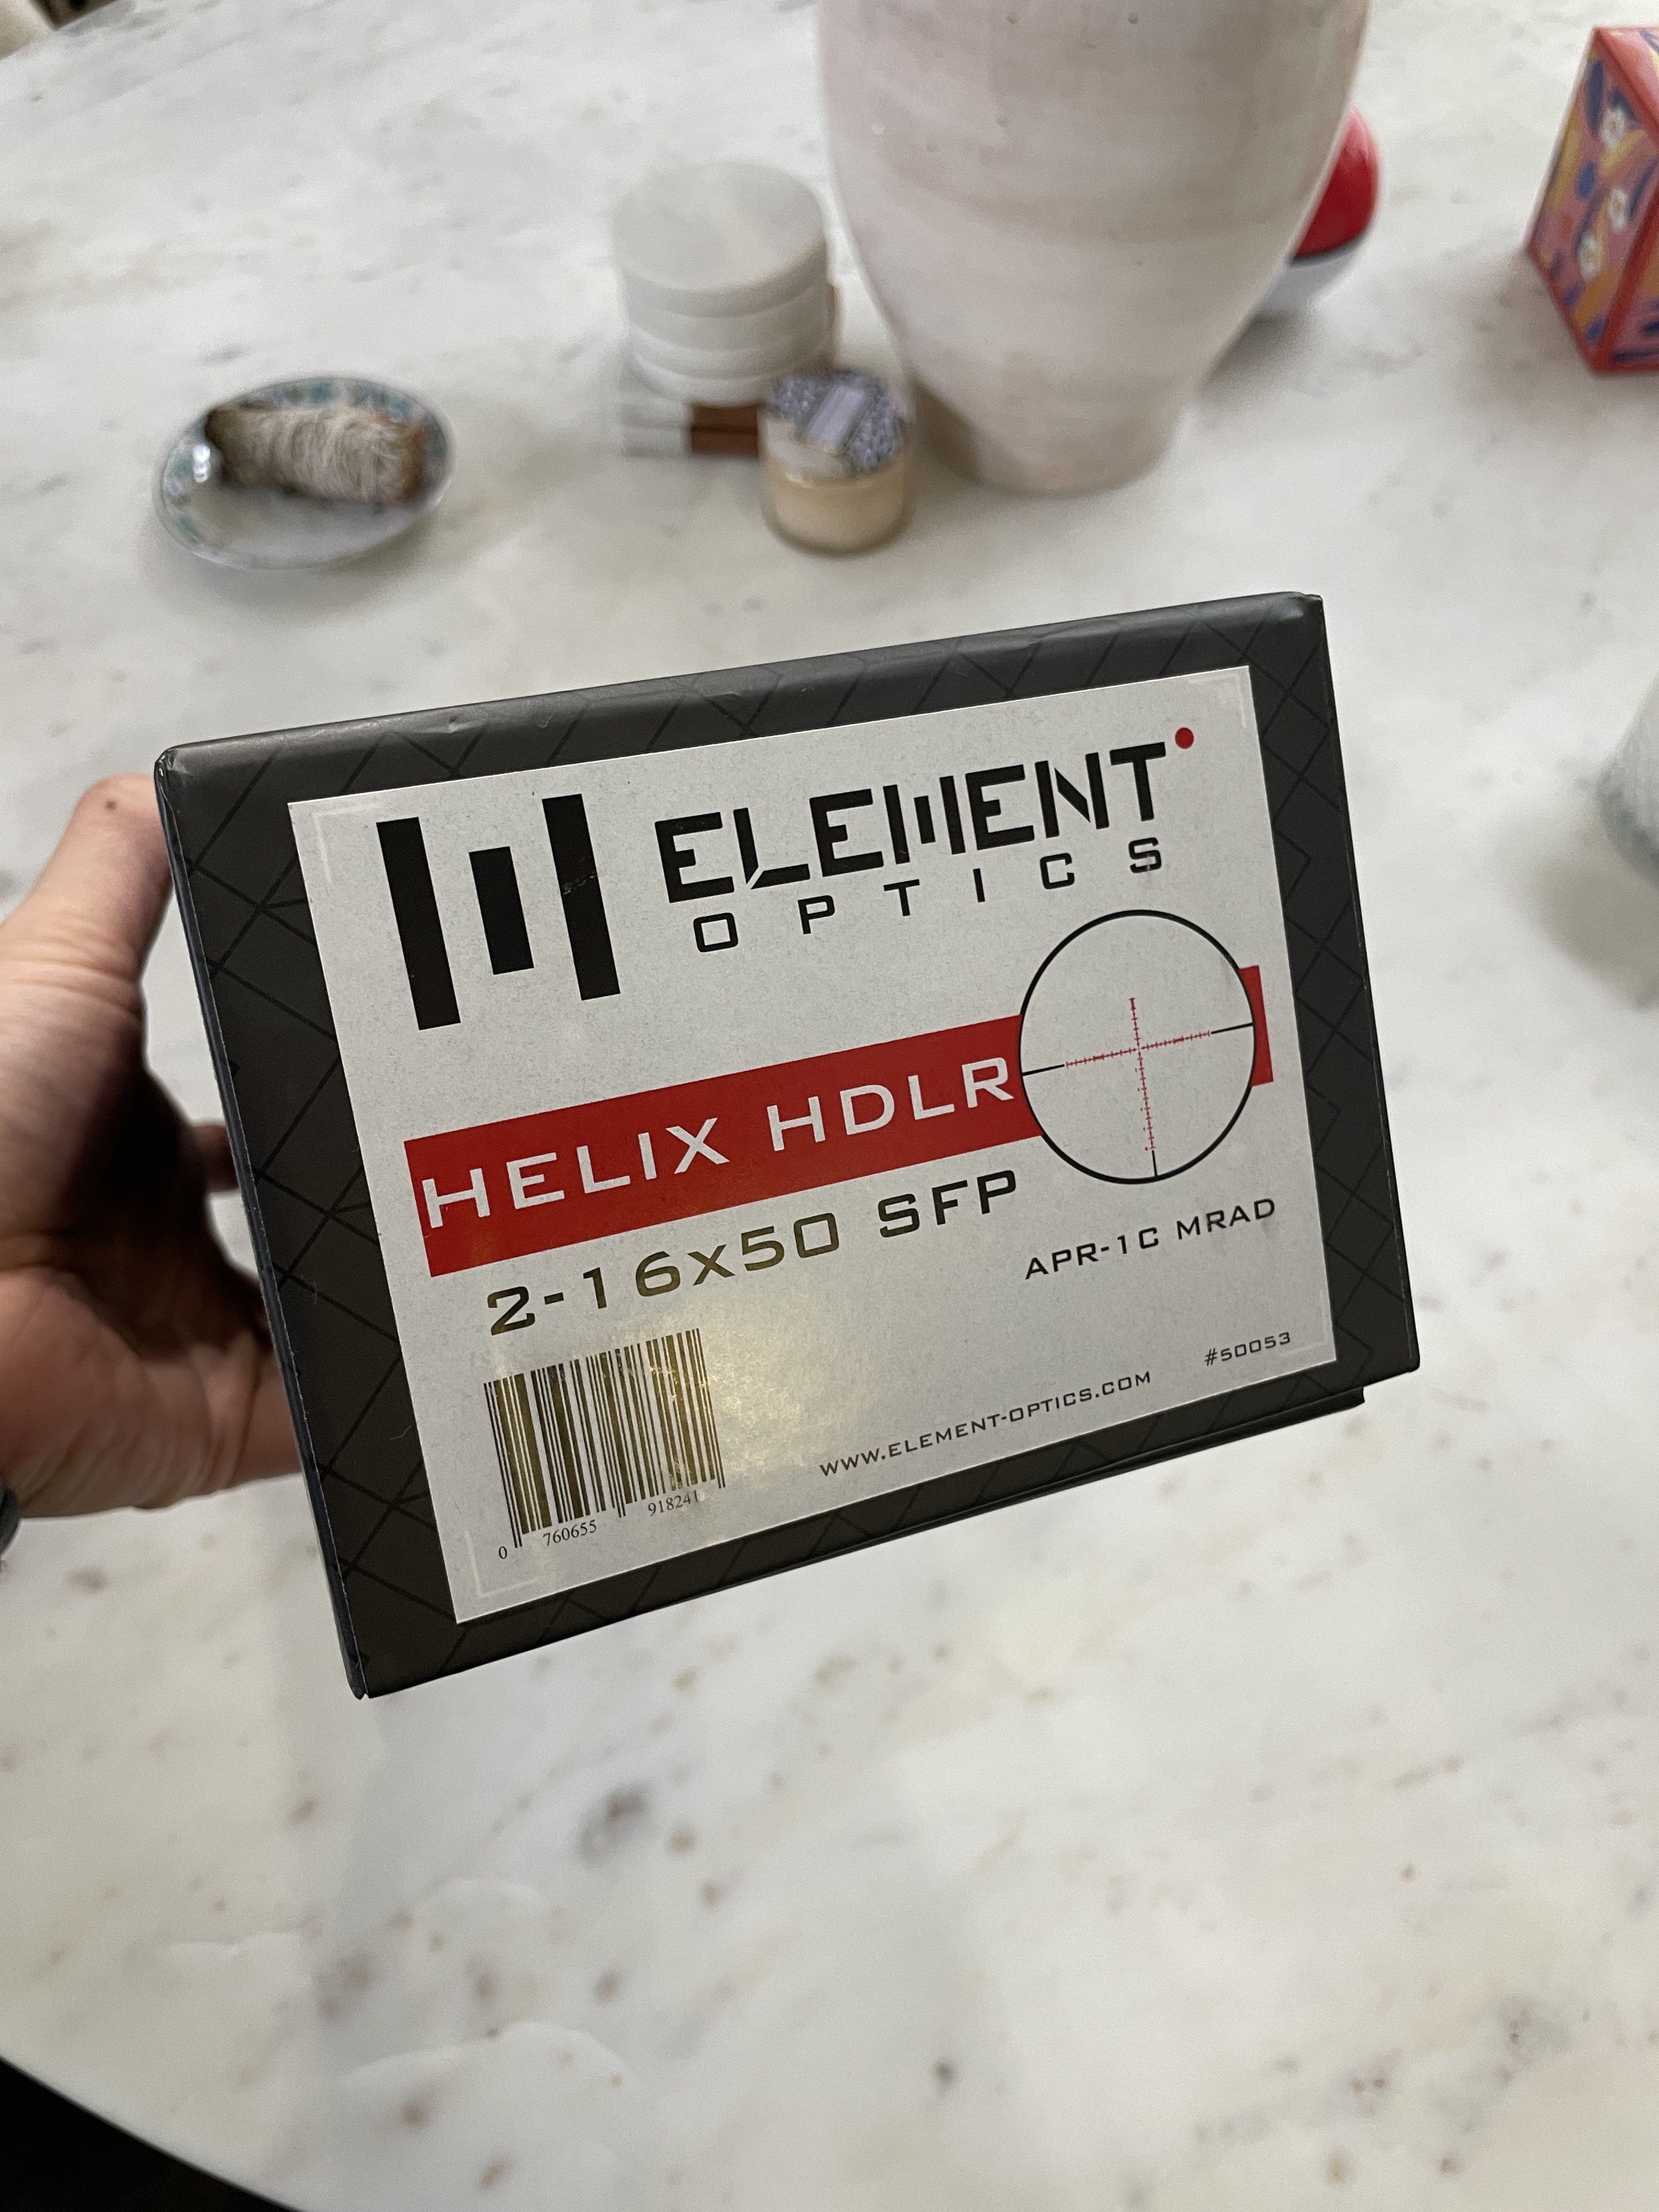 ELEMENT
OPTICS
HELIX HDLR
2-16x50 SFP
APR-1C MRAD
0 760655 918241
WWW.ELEMENT-OPTICS.COM
#50053